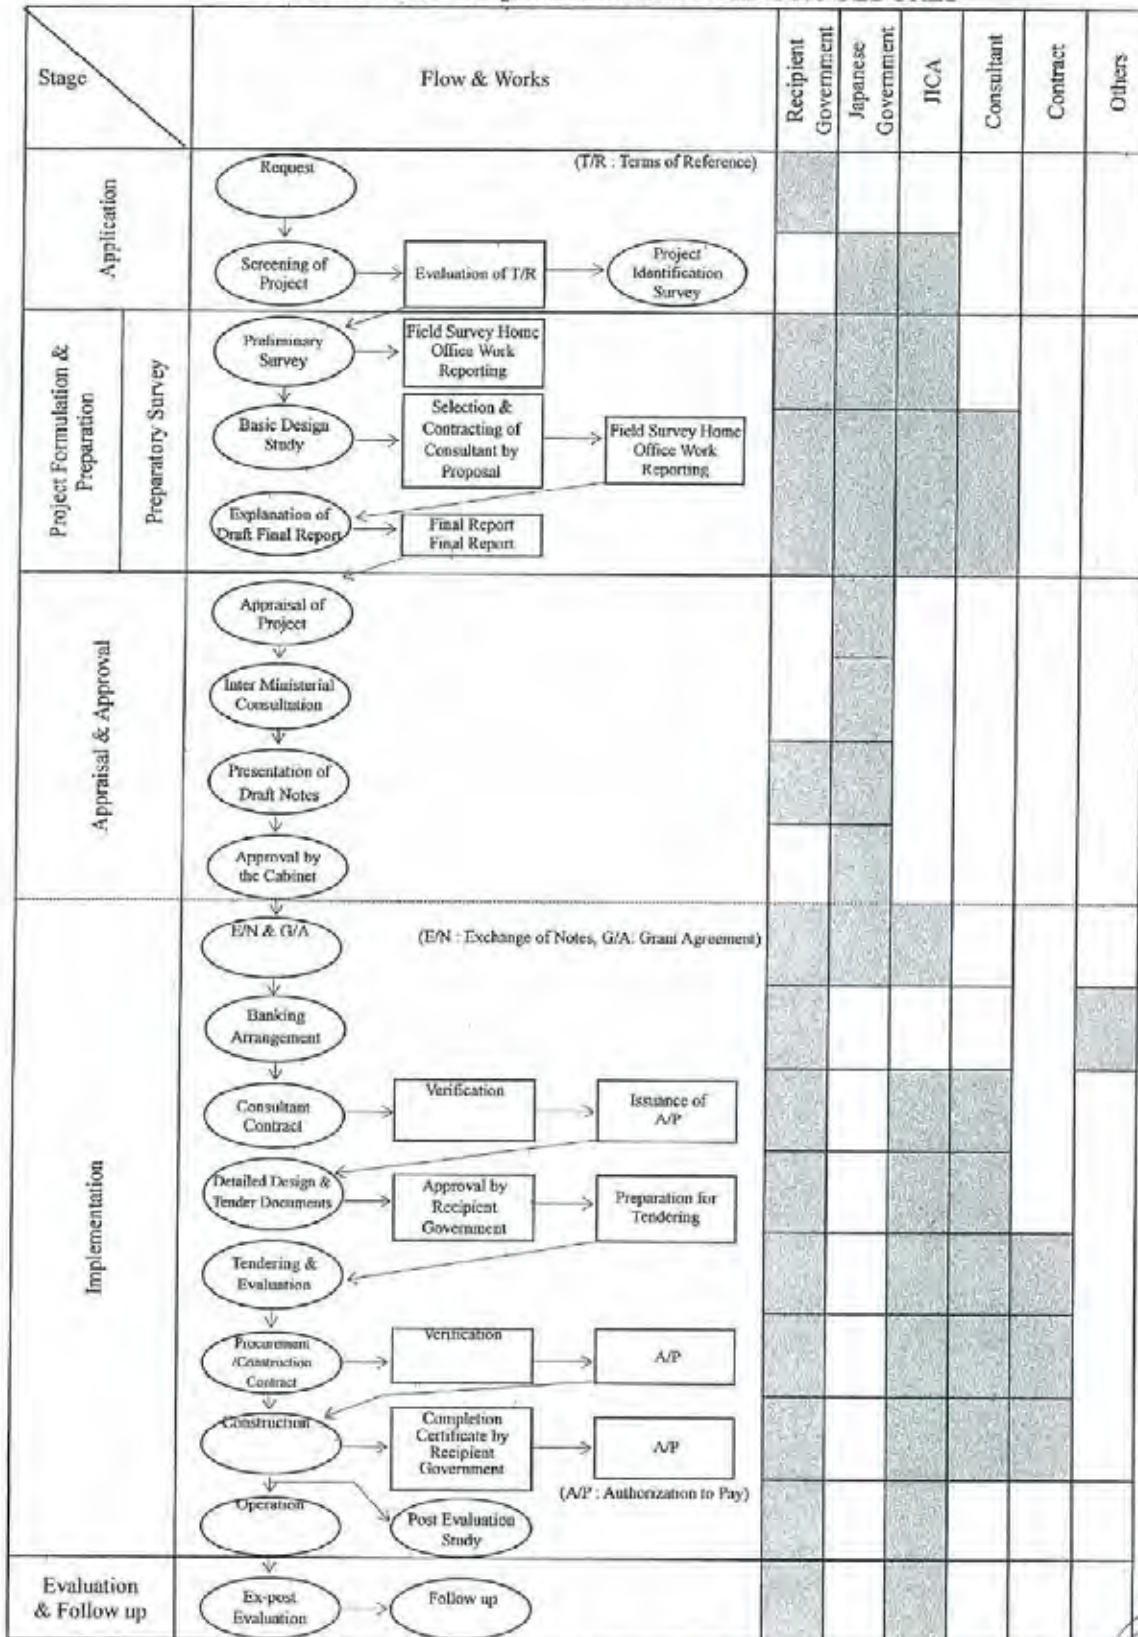 Stage
Flow & Works
Recipient
Government
Japanese
Government
JICA
Consultant
Contract
Others
Application
Request
(T/R : Terms of Reference)
Screening of
Project
Evaluation of T/R
Project
Identification
Survey
Project Formulation &
Preparation
Preparatory Survey
Preliminary
Survey
Field Survey Home
Office Work
Reporting
Basic Design
Study
Selection &
Contracting of
Consultant by
Proposal
Field Survey Home
Office Work
Reporting
Explanation of
Draft Final Report
Final Report
Final Report
Appraisal & Approval
Appraisal of
Project
Inter Ministerial
Consultation
Presentation of
Draft Notes
Approval by
the Cabinet
Implementation
E/N & G/A
(E/N : Exchange of Notes, G/A: Grant Agreement)
Banking
Arrangement
Consultant
Contract
Verification
Issuance of
A/P
Detailed Design &
Tender Documents
Approval by
Recipient
Government
Preparation for
Tendering
Tendering &
Evaluation
Procurement
/Construction
Contract
Verification
A/P
Construction
Completion
Certificate by
Recipient
Government
A/P
(A/P : Authorization to Pay)
Operation
Post Evaluation
Study
Evaluation
& Follow up
Ex-post
Evaluation
Follow up